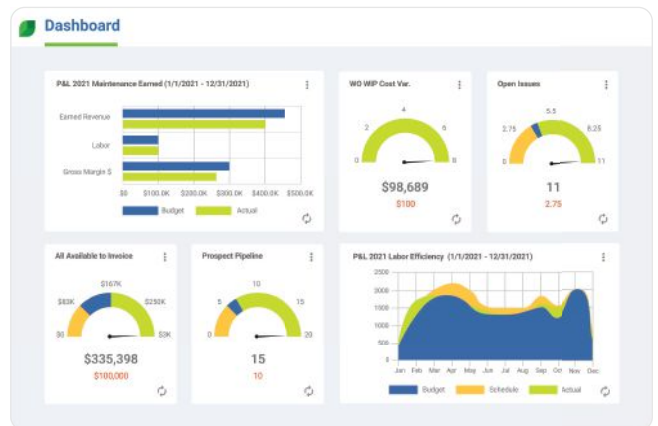 Dashboard
P&L 2021 Maintenance Earned (1/1/2021 - 12/31/2021)
Earned Revenue
Labor
Gross Margin $
$0 $100.0K $200.0K $300.0K $400.0K $500.0K
Budget Actual
WO WIP Cost Var.
4
2 6
0 8
$98,689
$100
Open Issues
5.5
2.75 8.25
0 11
11
2.75
All Available to Invoice
$167K
$83K $250K
$0 $3K
$335,398
$100,000
Prospect Pipeline
10
5 15
0 20
15
10
P&L 2021 Labor Efficiency (1/1/2021 - 12/31/2021)
2500
2000
1500
1000
500
0
Jan Feb Mar Apr May Jun Jul Aug Sep Oct Nov Dec
Budget Schedule Actual